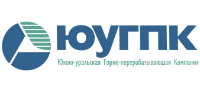 ЮУГПК
Южно-уральская Горно-перерабатывающая Компания